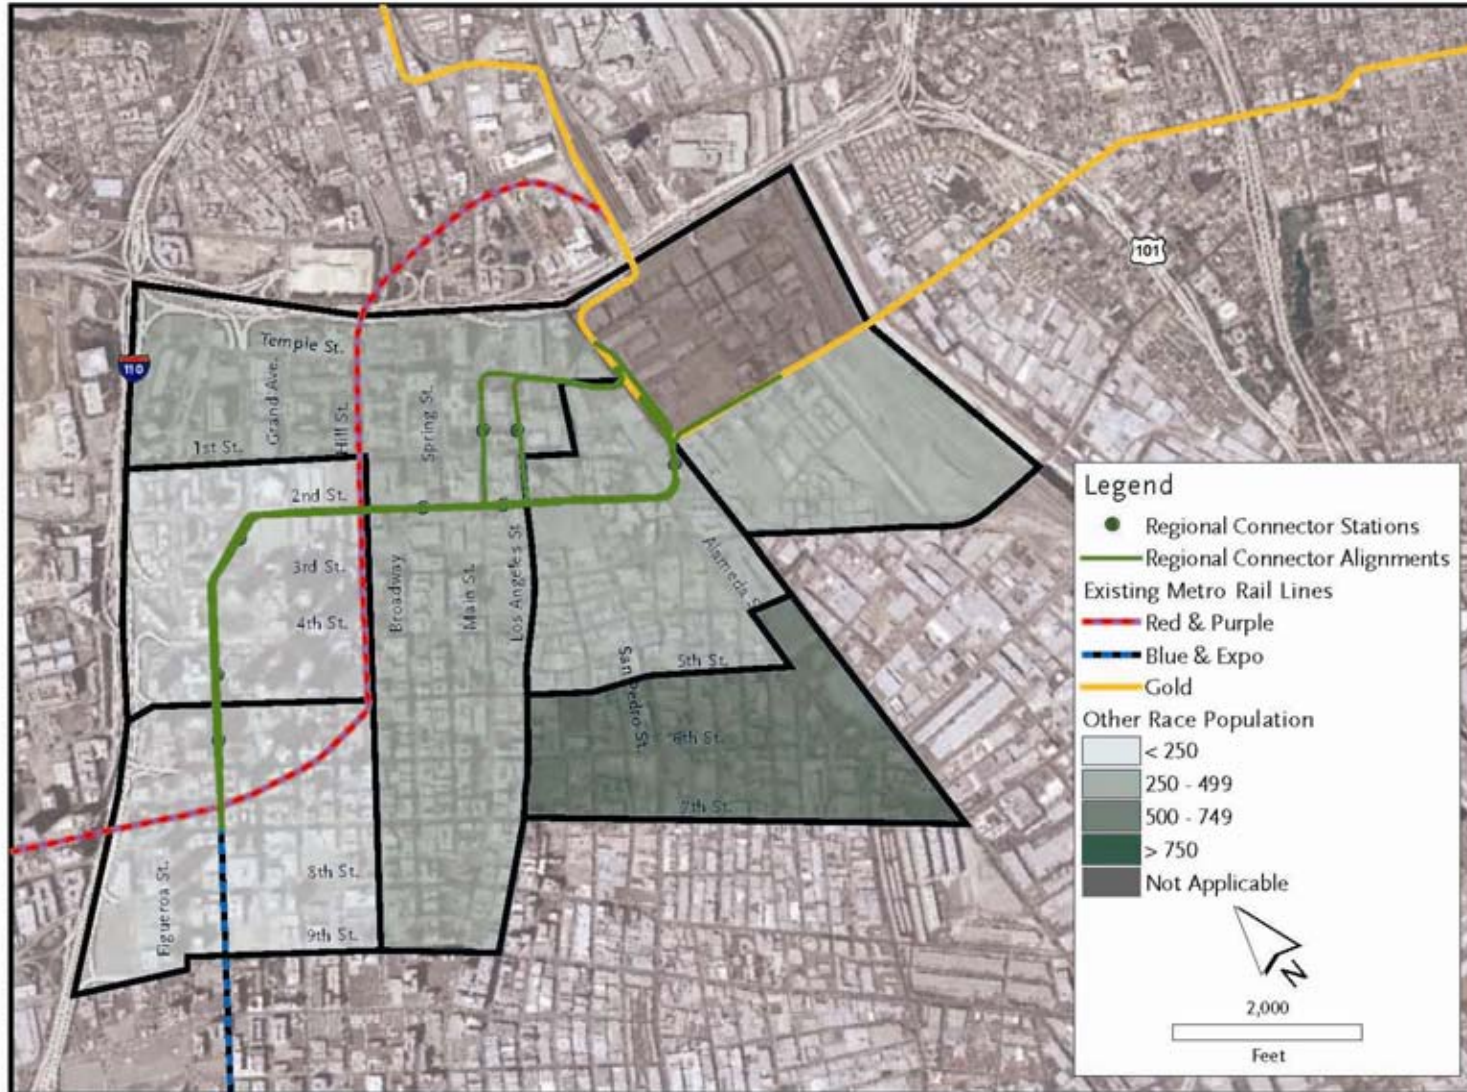 101
110
Temple St.
Grand Ave.
Hill St.
Spring St.
1st St.
2nd St.
3rd St.
4th St.
Broadway
Main St.
Los Angeles St
Alameda S
5th St.
San Pedro St.
6th St.
7th St.
8th St.
9th St.
Figueroa St.
Legend
Regional Connector Stations
Regional Connector Alignments
Existing Metro Rail Lines
Red & Purple
Blue & Expo
Gold
Other Race Population
< 250
250 - 499
500 - 749
> 750
Not Applicable
N
2,000
Feet